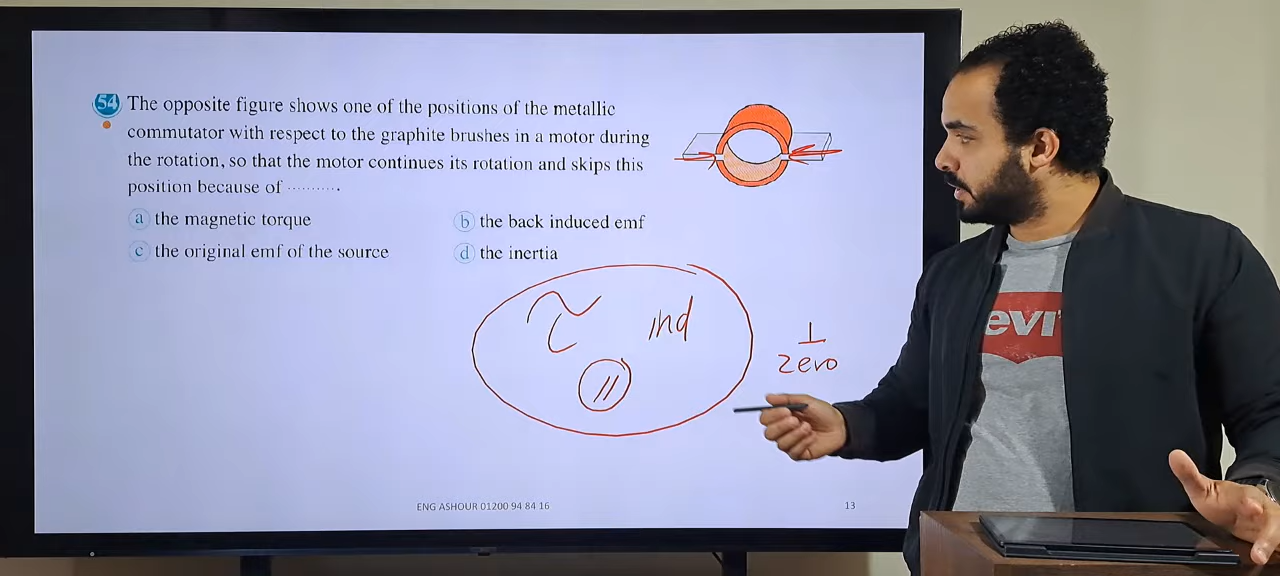 54 The opposite figure shows one of the positions of the metallic
commutator with respect to the graphite brushes in a motor during
the rotation, so that the motor continues its rotation and skips this
position because of ..........
a the magnetic torque
b the back induced emf
c the original emf of the source
d the inertia
τ ind
//
⊥
zero
evi
ENG ASHOUR 01200 94 84 16
13